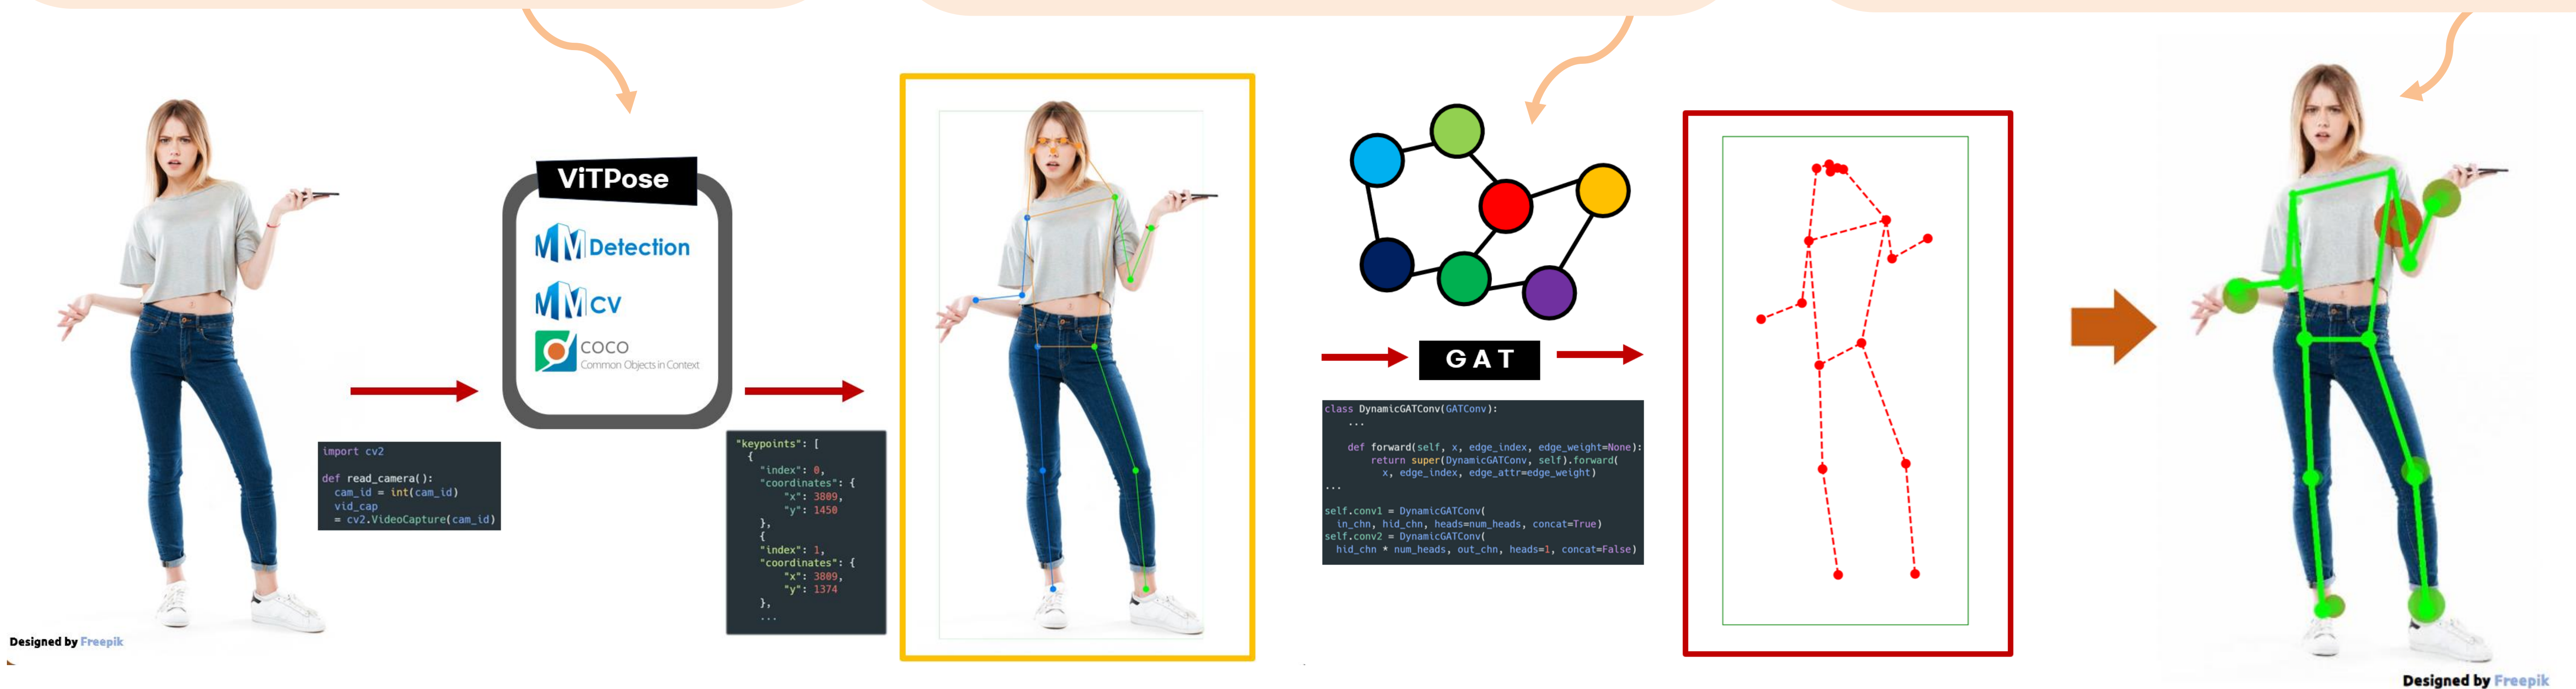 ViTPose
MMDetection
MMCV
COCO
Common Objects in Context
import cv2
def read_camera():
cam_id = int(cam_id)
vid_cap
= cv2.VideoCapture(cam_id)
"keypoints": [
{
"index": 0,
"coordinates": {
"x": 3809,
"y": 1450
},
{
"index": 1,
"coordinates": {
"x": 3809,
"y": 1374
},
...
GAT
class DynamicGATConv(GATConv):
...
def forward(self, x, edge_index, edge_weight=None):
return super(DynamicGATConv, self).forward(
x, edge_index, edge_attr=edge_weight)
...
self.conv1 = DynamicGATConv(
in_chn, hid_chn, heads=num_heads, concat=True)
self.conv2 = DynamicGATConv(
hid_chn * num_heads, out_chn, heads=1, concat=False)
Designed by Freepik
Designed by Freepik